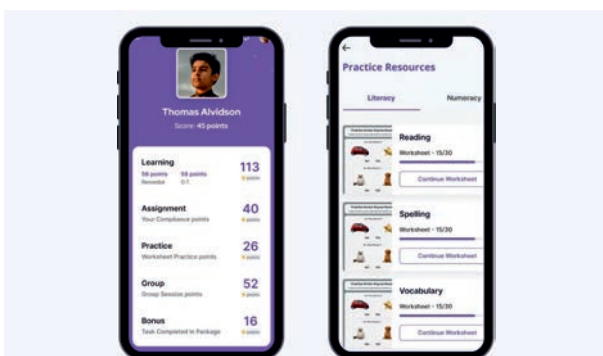 Thomas Alvidson
Score: 45 points
Learning
58 points 58 points
Remedial O.T.
113
points
Assignment
Your Compliance points
40
points
Practice
Worksheet Practice points
26
points
Group
Group Session points
52
points
Bonus
Task Completed in Package
16
points
Practice Resources
Literacy Numeracy
Reading
Worksheet - 15/30
Continue Worksheet
Spelling
Worksheet - 15/30
Continue Worksheet
Vocabulary
Worksheet - 15/30
Continue Worksheet